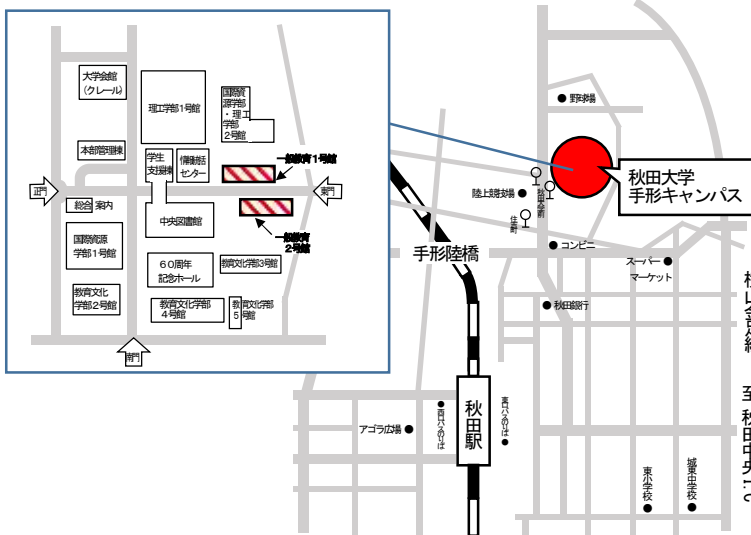 大学会館
(クレール)
理工学部1号館
国際資
源学部
・理工
学部
2号館
本部管理棟
学生
支援棟
情報統括
センター
一般教育1号館
正門
東門
総合案内
中央図書館
一般教育
2号館
国際資源
学部1号館
60周年
記念ホール
教育文化学部3号館
教育文化
学部2号館
教育文化学部
4号館
教育文化学部
5号館
南門
野球場
秋田大学
手形キャンパス
陸上競技場
秋田大学前
住吉町
手形陸橋
コンビニ
スーパー
マーケット
秋田銀行
秋田駅
西口バスのりば
東口バスのりば
アゴラ広場
東小学校
城東中学校
至 秋田中央I.C